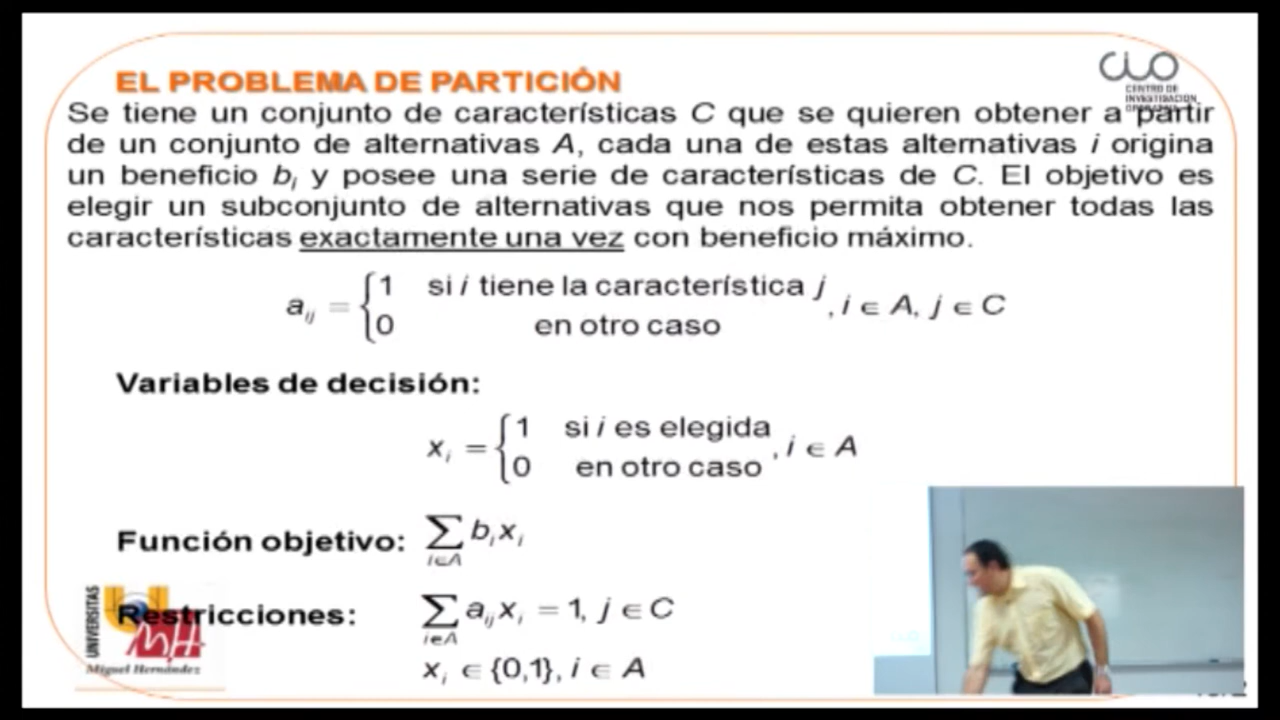 EL PROBLEMA DE PARTICIÓN
CIO
CENTRO DE
INVESTIGACION
OPERATIVA
Se tiene un conjunto de características C que se quieren obtener a partir
de un conjunto de alternativas A, cada una de estas alternativas i origina
un beneficio bᵢ y posee una serie de características de C. El objetivo es
elegir un subconjunto de alternativas que nos permita obtener todas las
características exactamente una vez con beneficio máximo.
aᵢⱼ = {1 si i tiene la característica j
0 en otro caso
, i ∈ A, j ∈ C
Variables de decisión:
xᵢ = {1 si i es elegida
0 en otro caso
, i ∈ A
Función objetivo: ∑ bᵢxᵢ
i∈A
Restricciones: ∑ aᵢⱼxᵢ = 1, j ∈ C
i∈A
xᵢ ∈ {0,1}, i ∈ A
UNIVERSITAS
Miguel Hernández